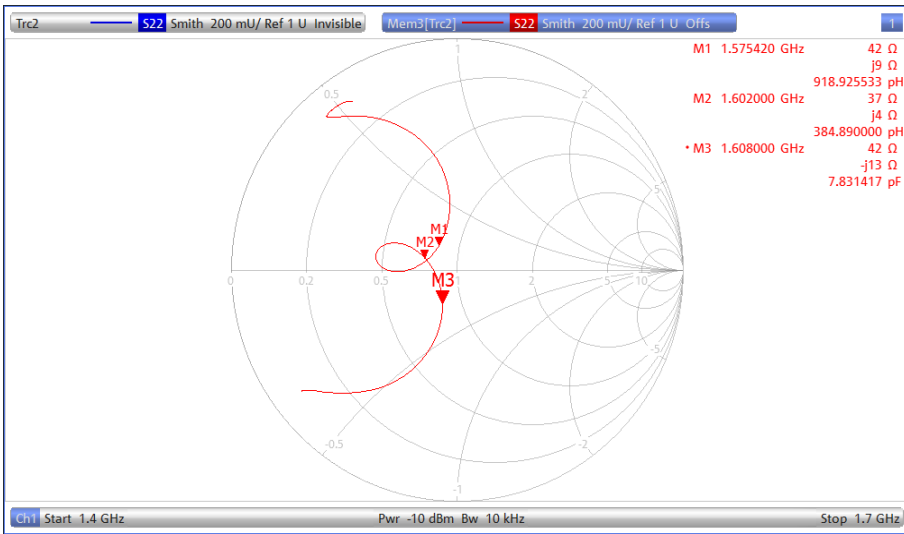 Trc2 S22 Smith 200 mU/ Ref 1 U Invisible Mem3[Trc2] S22 Smith 200 mU/ Ref 1 U Offs 1
M1 1.575420 GHz 42 Ω
j9 Ω
918.925533 pH
M2 1.602000 GHz 37 Ω
j4 Ω
384.890000 pH
• M3 1.608000 GHz 42 Ω
-j13 Ω
7.831417 pF
1
0.5 2
5
M1
M2
M3
0 0.2 0.5 1 2 5 10
-5
-0.5 -2
-1
Ch1 Start 1.4 GHz Pwr -10 dBm Bw 10 kHz Stop 1.7 GHz